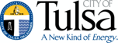 CITY OF
Tulsa
A New Kind of Energy.